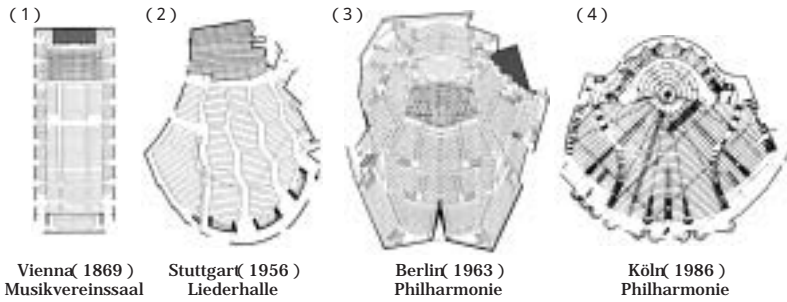 (1) (2) (3) (4)
Vienna( 1869 ) Stuttgart( 1956 ) Berlin( 1963 ) Köln( 1986 )
Musikvereinssaal Liederhalle Philharmonie Philharmonie